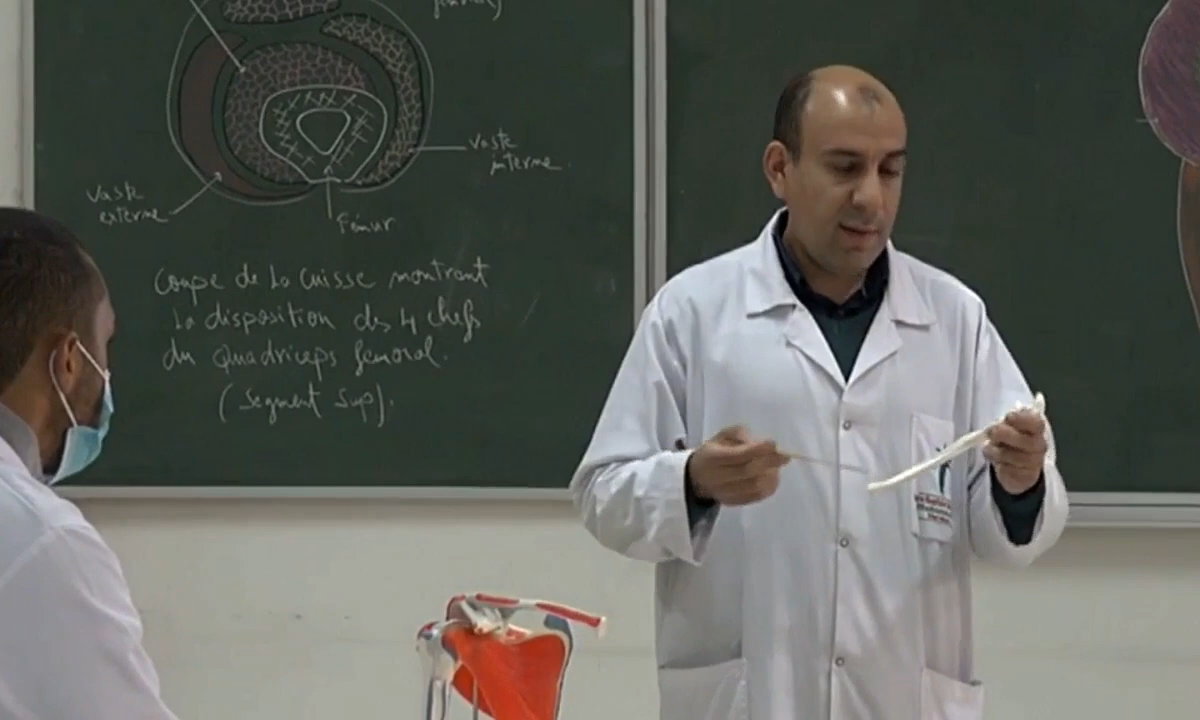 vaste
interne
vaste
externe
Fémur
Coupe de la Cuisse montrant
la disposition des 4 chefs
du Quadriceps femoral.
(Segment Sup).